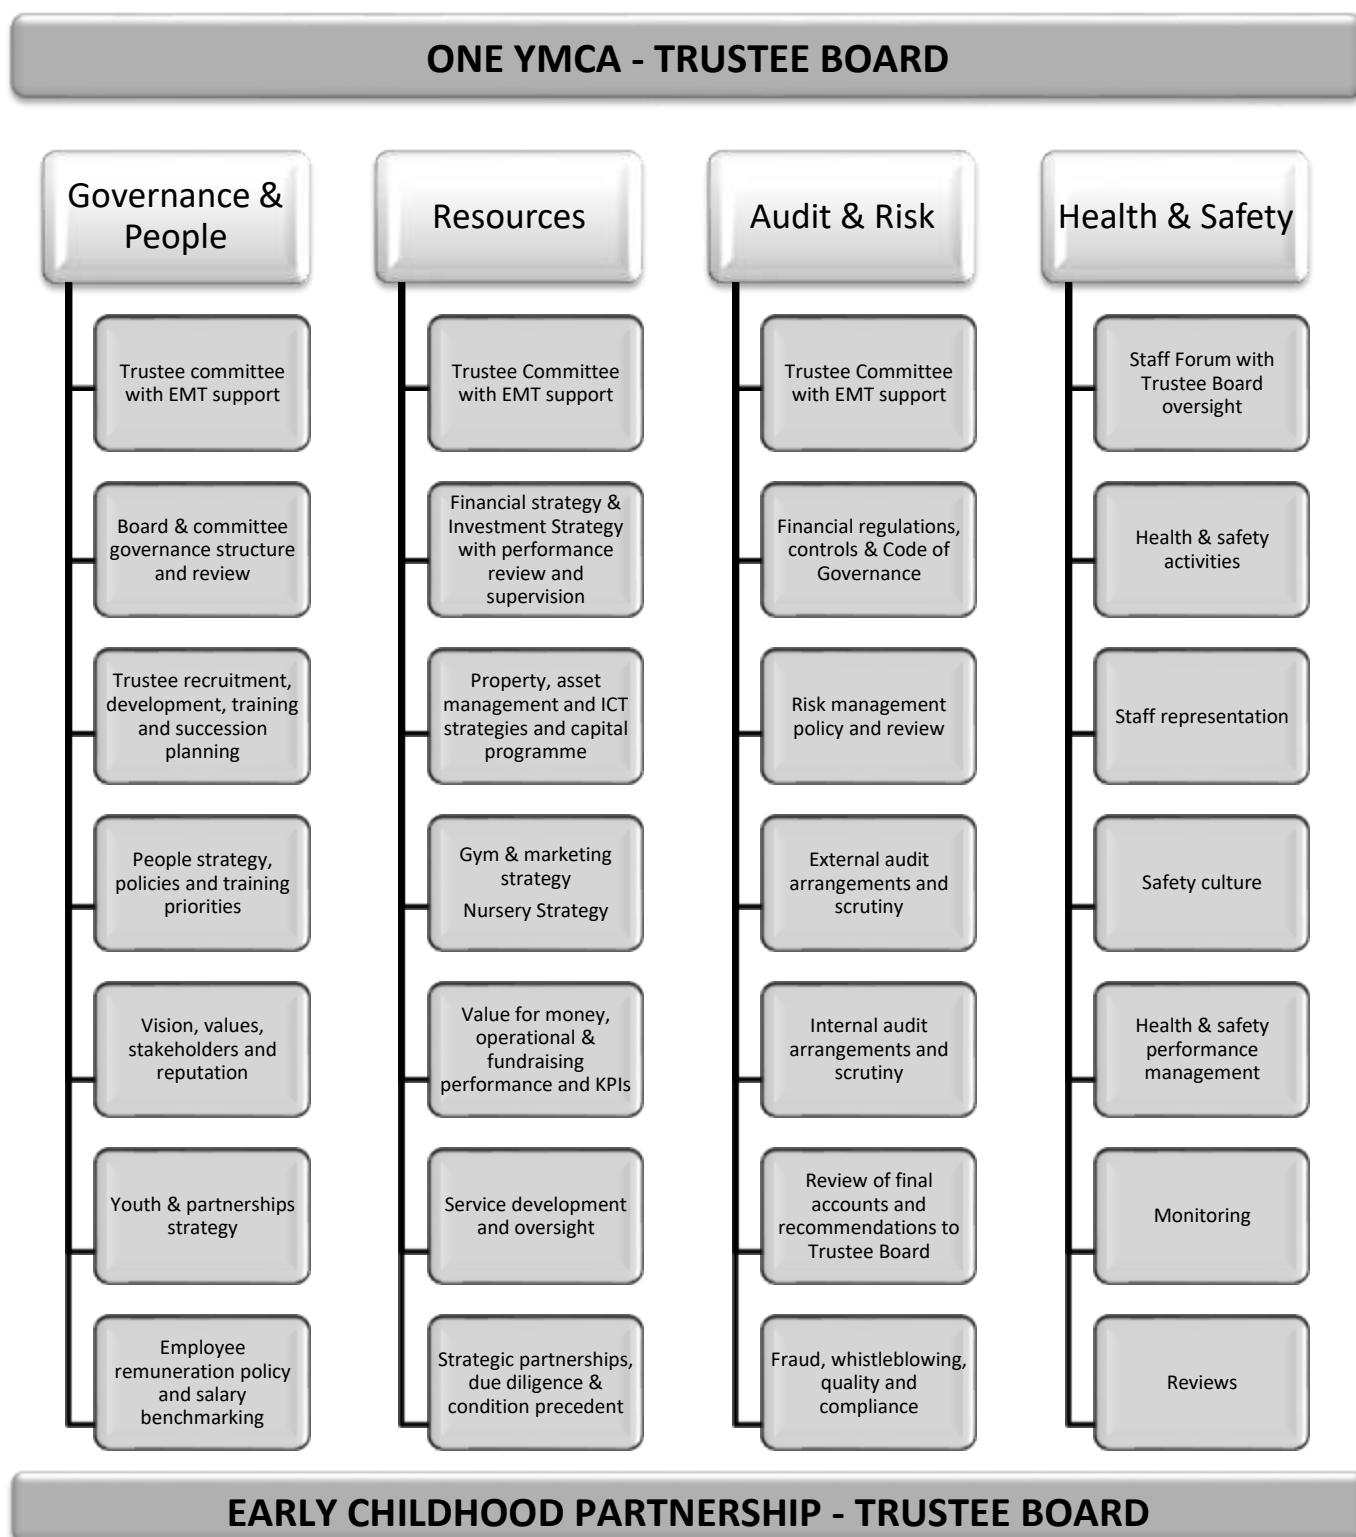 ONE YMCA - TRUSTEE BOARD
Governance &
People
Trustee committee
with EMT support
Board & committee
governance structure
and review
Trustee recruitment,
development, training
and succession
planning
People strategy,
policies and training
priorities
Vision, values,
stakeholders and
reputation
Youth & partnerships
strategy
Employee
remuneration policy
and salary
benchmarking
Resources
Trustee Committee
with EMT support
Financial strategy &
Investment Strategy
with performance
review and
supervision
Property, asset
management and ICT
strategies and capital
programme
Gym & marketing
strategy
Nursery Strategy
Value for money,
operational &
fundraising
performance and KPIs
Service development
and oversight
Strategic partnerships,
due diligence &
condition precedent
Audit & Risk
Trustee Committee
with EMT support
Financial regulations,
controls & Code of
Governance
Risk management
policy and review
External audit
arrangements and
scrutiny
Internal audit
arrangements and
scrutiny
Review of final
accounts and
recommendations to
Trustee Board
Fraud, whistleblowing,
quality and
compliance
Health & Safety
Staff Forum with
Trustee Board
oversight
Health & safety
activities
Staff representation
Safety culture
Health & safety
performance
management
Monitoring
Reviews
EARLY CHILDHOOD PARTNERSHIP - TRUSTEE BOARD